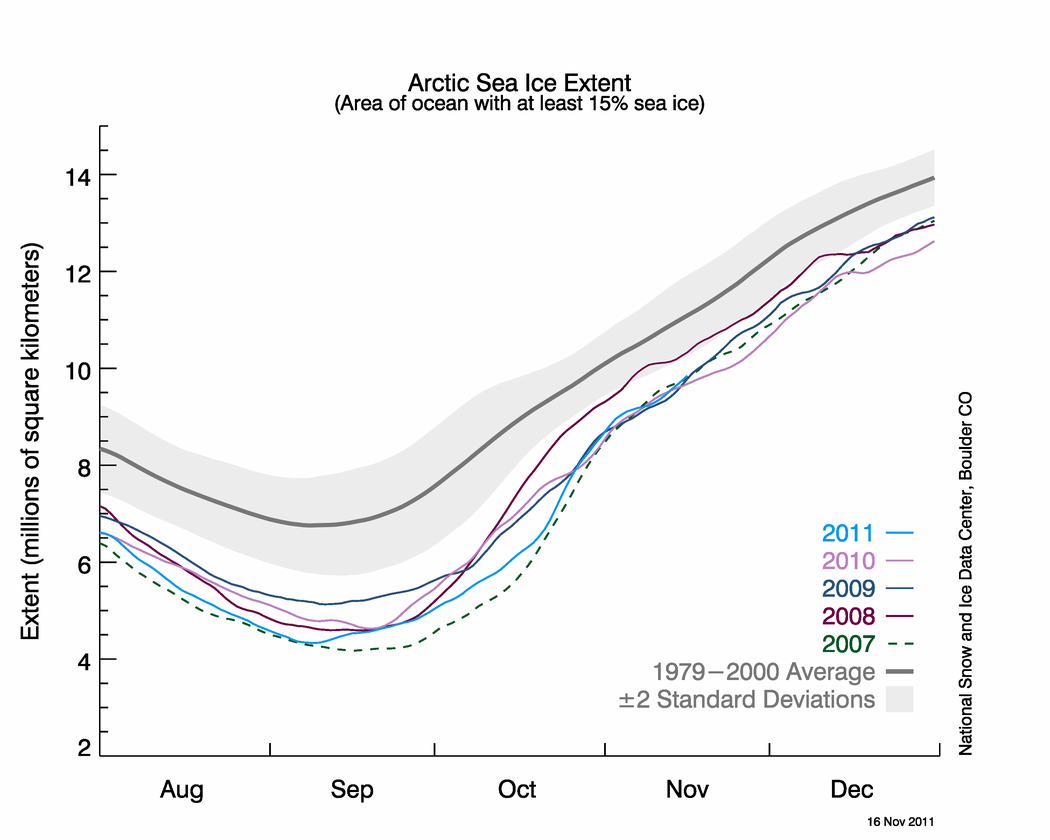 Arctic Sea Ice Extent
(Area of ocean with at least 15% sea ice)
Extent (millions of square kilometers)
14
12
10
8
6
4
2
Aug Sep Oct Nov Dec
2011
2010
2009
2008
2007
1979−2000 Average
±2 Standard Deviations
National Snow and Ice Data Center, Boulder CO
16 Nov 2011